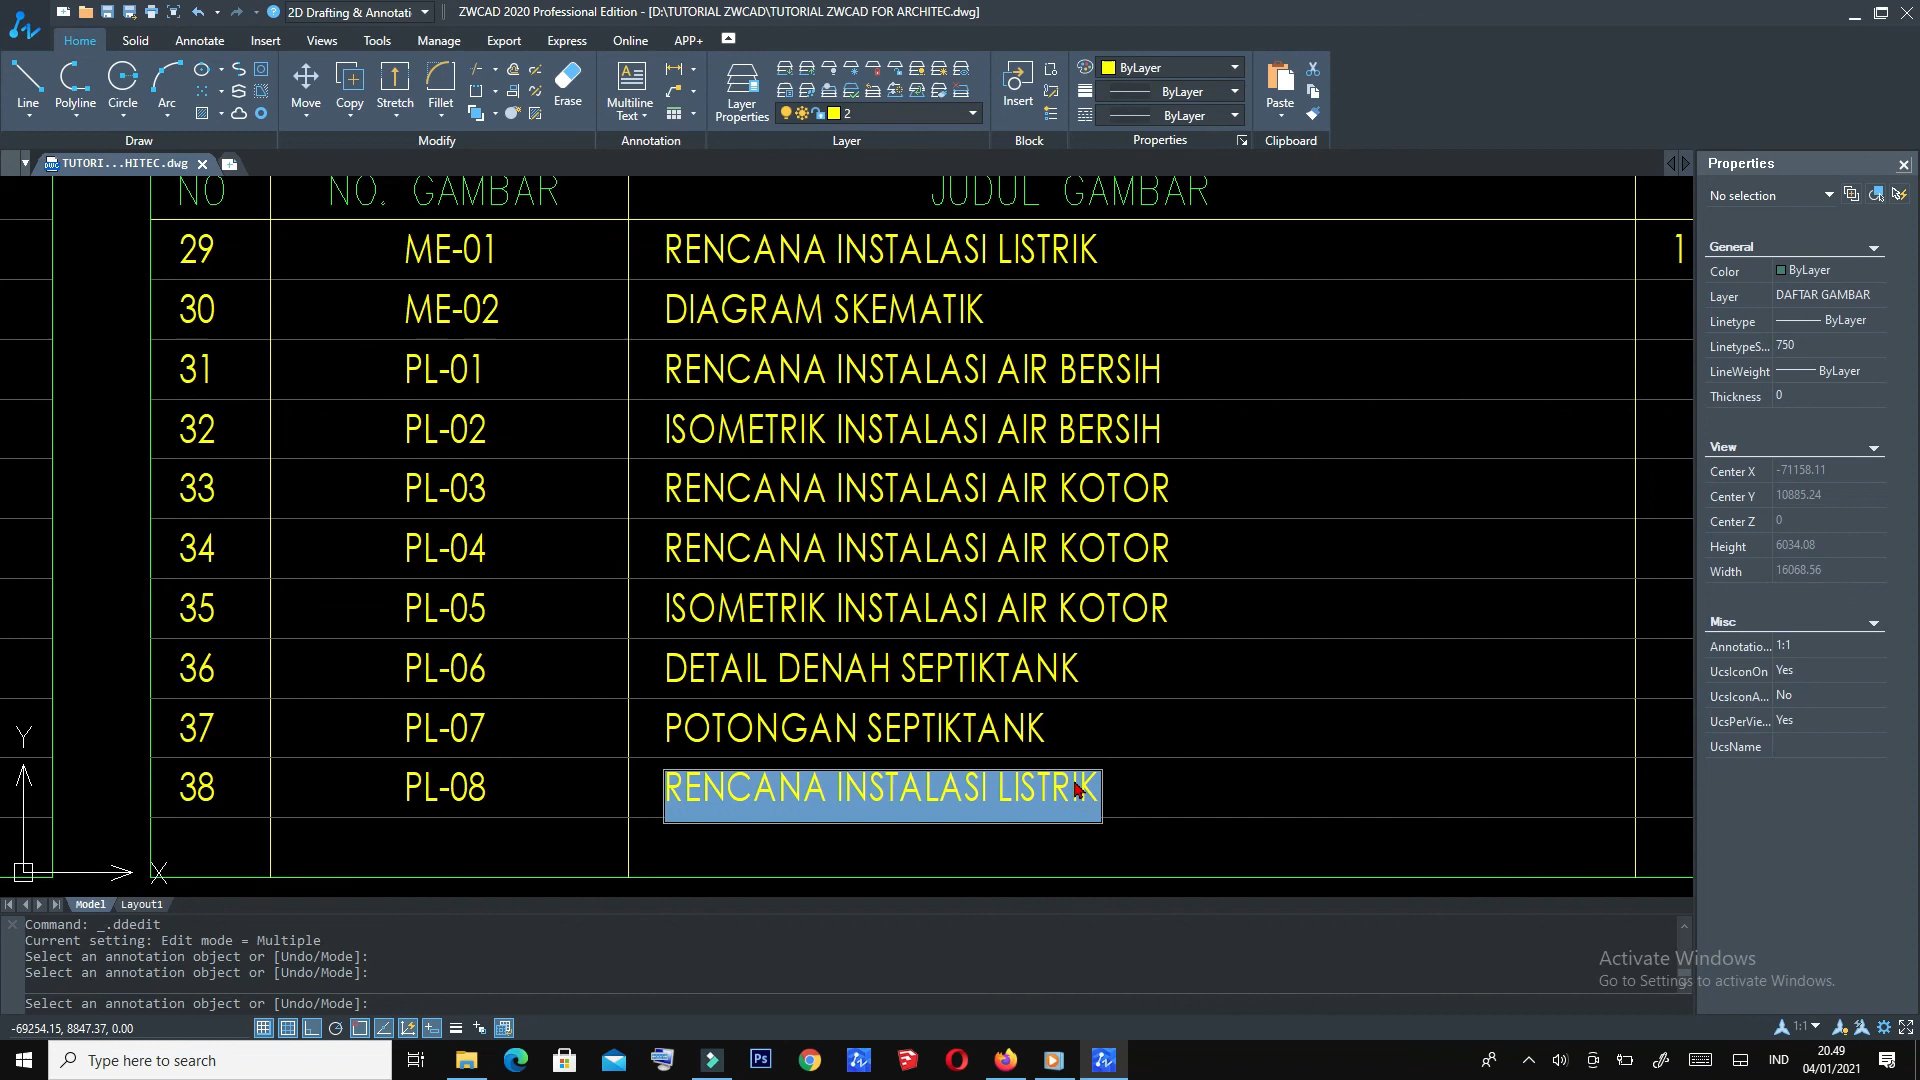 2D Drafting & Annotati
ZWCAD 2020 Professional Edition - [D:\TUTORIAL ZWCAD\TUTORIAL ZWCAD FOR ARCHITEC.dwg]
Home Solid Annotate Insert Views Tools Manage Export Express Online APP+
Line Polyline Circle Arc
Move Copy Stretch Fillet Erase
Multiline Text
Layer Properties
2
Insert
ByLayer
ByLayer
ByLayer
Paste
Draw Modify Annotation Layer Block Properties Clipboard
TUTORI...HITEC.dwg
NO NO. GAMBAR JUDUL GAMBAR
29 ME-01 RENCANA INSTALASI LISTRIK 1
30 ME-02 DIAGRAM SKEMATIK
31 PL-01 RENCANA INSTALASI AIR BERSIH
32 PL-02 ISOMETRIK INSTALASI AIR BERSIH
33 PL-03 RENCANA INSTALASI AIR KOTOR
34 PL-04 RENCANA INSTALASI AIR KOTOR
35 PL-05 ISOMETRIK INSTALASI AIR KOTOR
36 PL-06 DETAIL DENAH SEPTIKTANK
37 PL-07 POTONGAN SEPTIKTANK
38 PL-08 RENCANA INSTALASI LISTRIK
Y
X
Properties
No selection
General
Color ByLayer
Layer DAFTAR GAMBAR
Linetype ByLayer
LinetypeS... 750
LineWeight ByLayer
Thickness 0
View
Center X -71158.11
Center Y 10885.24
Center Z 0
Height 6034.08
Width 16068.56
Misc
Annotatio... 1:1
UcsIconOn Yes
UcsIconA... No
UcsPerVie... Yes
UcsName
Model Layout1
Command: _.ddedit
Current setting: Edit mode = Multiple
Select an annotation object or [Undo/Mode]:
Select an annotation object or [Undo/Mode]:
Select an annotation object or [Undo/Mode]:
Activate Windows
Go to Settings to activate Windows.
-69254.15, 8847.37, 0.00
1:1
Type here to search
Ps
IND
20.49
04/01/2021